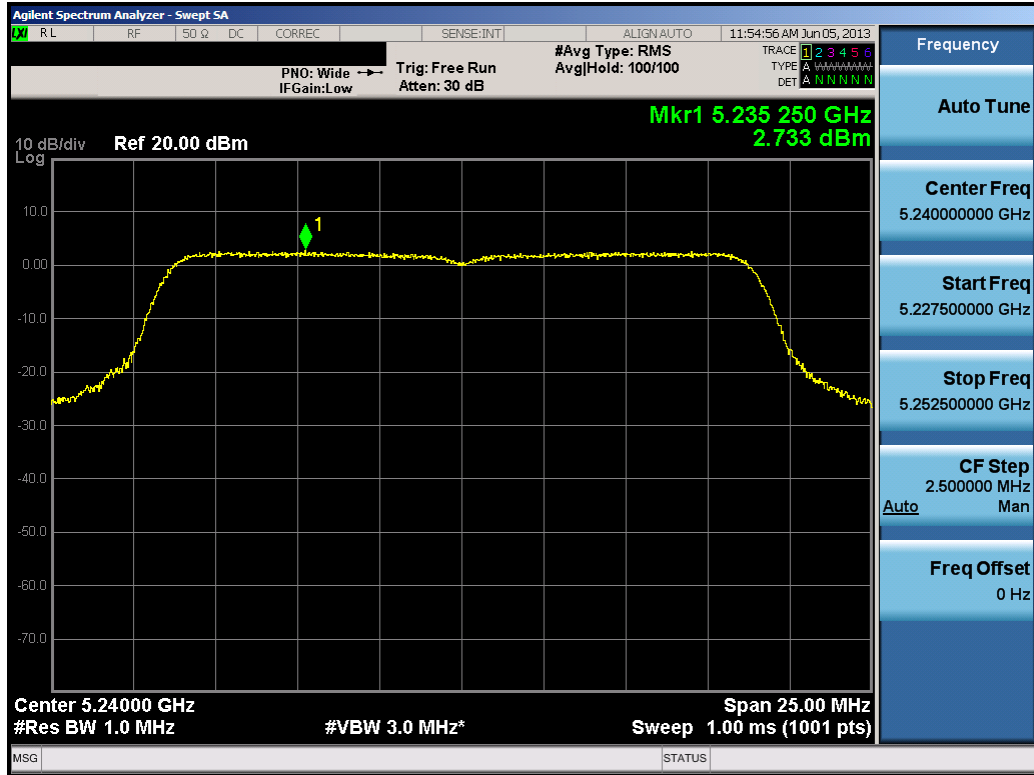 Agilent Spectrum Analyzer - Swept SA
LXI RL RF 50 Ω DC CORREC SENSE:INT ALIGNAUTO 11:54:56 AM Jun 05, 2013
PNO: Wide Trig: Free Run #Avg Type: RMS TRACE 1 2 3 4 5 6
IFGain:Low Atten: 30 dB Avg|Hold: 100/100 TYPE A WWWWW
DET A N N N N N
Mkr1 5.235 250 GHz
2.733 dBm
10 dB/div Ref 20.00 dBm
Log
1
10.0
0.00
-10.0
-20.0
-30.0
-40.0
-50.0
-60.0
-70.0
Center 5.24000 GHz Span 25.00 MHz
#Res BW 1.0 MHz #VBW 3.0 MHz* Sweep 1.00 ms (1001 pts)
MSG STATUS
Frequency
Auto Tune
Center Freq
5.240000000 GHz
Start Freq
5.227500000 GHz
Stop Freq
5.252500000 GHz
CF Step
2.500000 MHz
Auto Man
Freq Offset
0 Hz